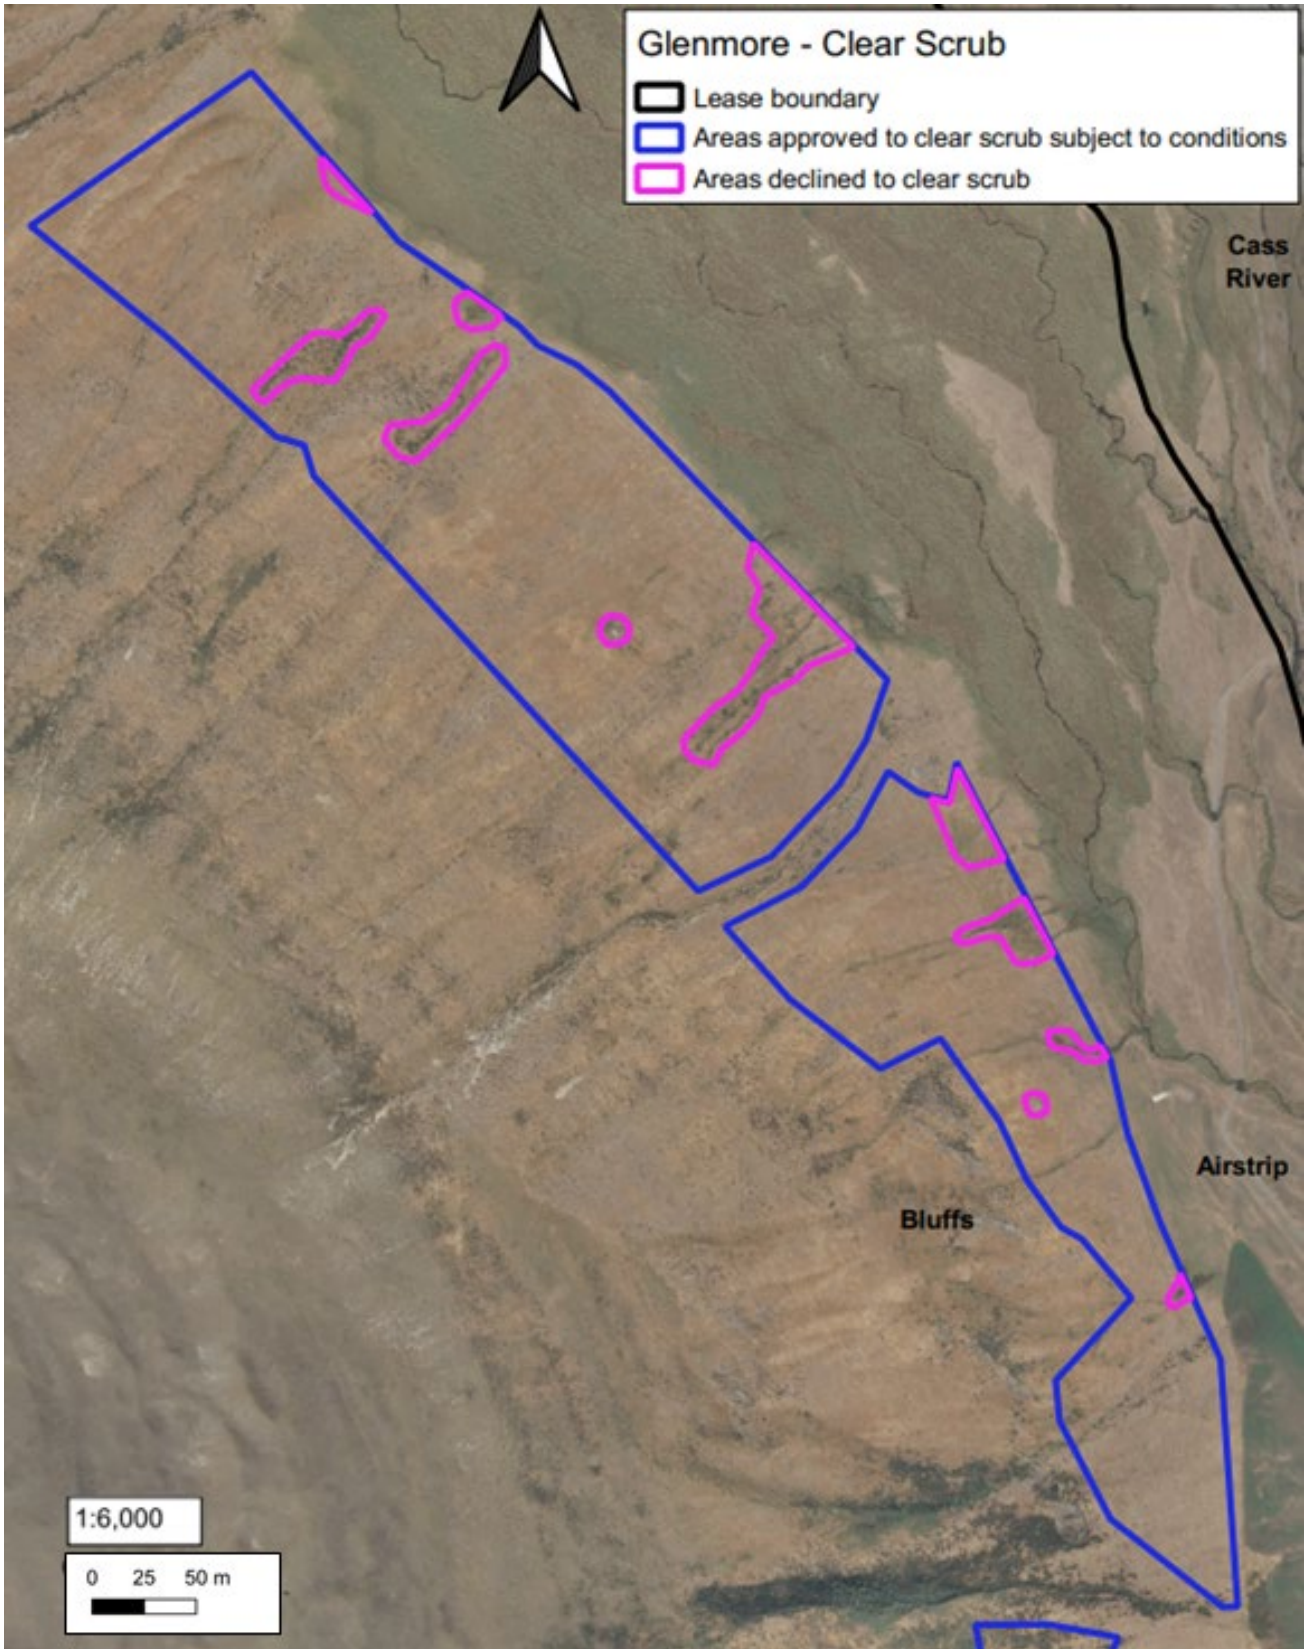 Glenmore - Clear Scrub
Lease boundary
Areas approved to clear scrub subject to conditions
Areas declined to clear scrub
Cass
River
Airstrip
Bluffs
1:6,000
0 25 50 m